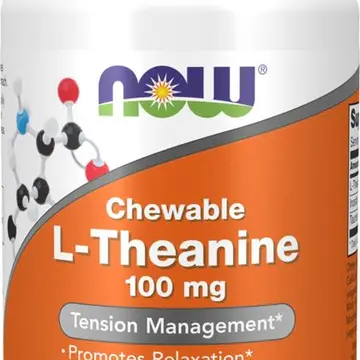 NOW®
Chewable
L-Theanine
100 mg
Tension Management*
• Promotes Relaxation*